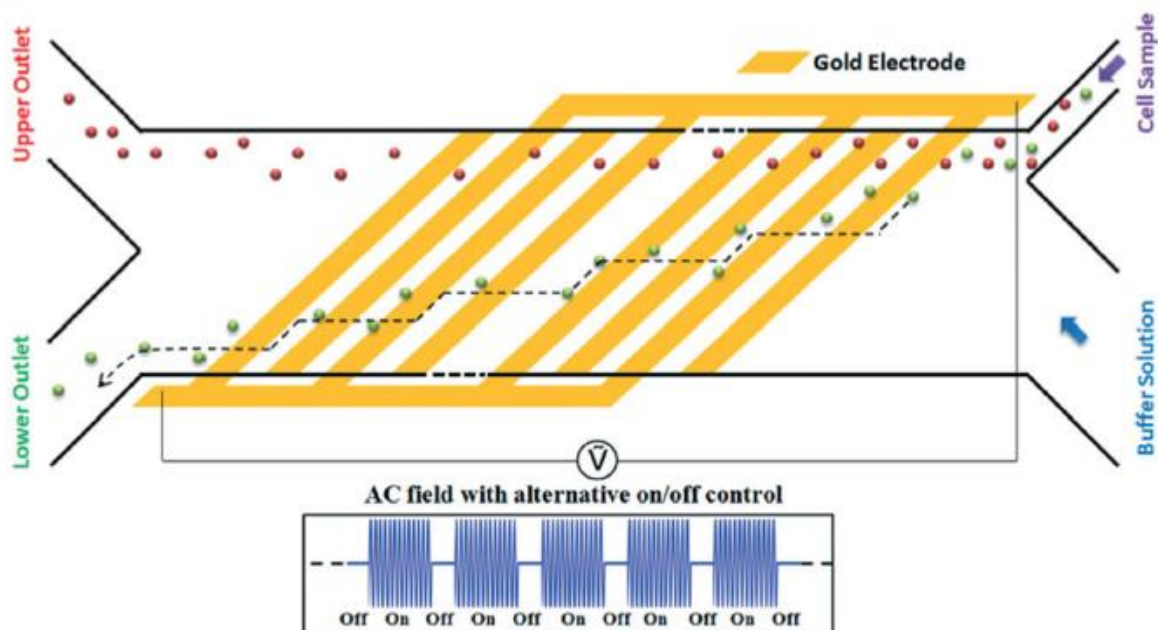 Upper Outlet
Gold Electrode
Cell Sample
Lower Outlet
Buffer Solution
Ṽ
AC field with alternative on/off control
Off On Off On Off On Off On Off On Off